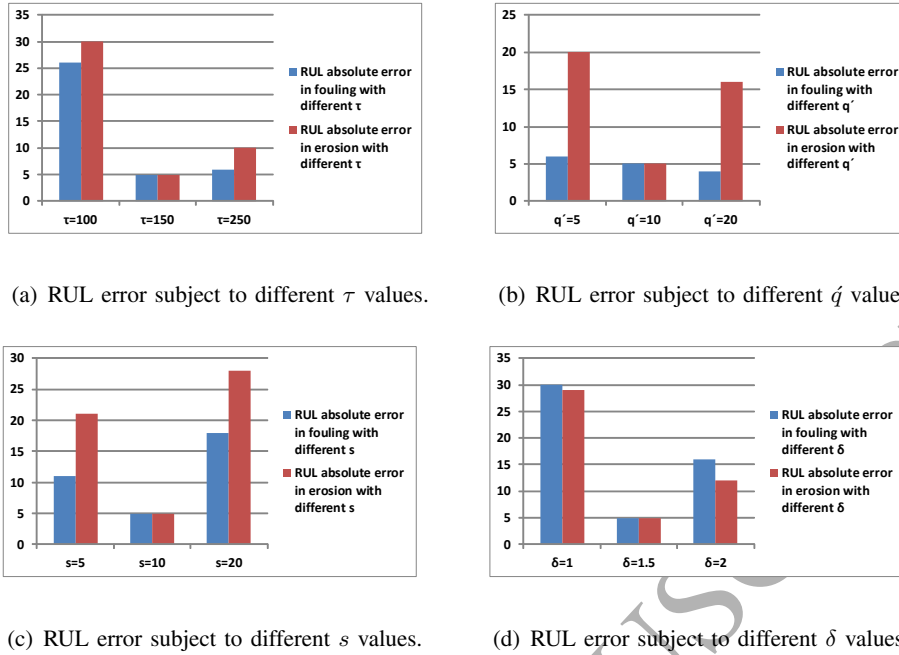 35
30
25
20
15
10
5
0
τ=100 τ=150 τ=250
RUL absolute error
in fouling with
different τ
RUL absolute error
in erosion with
different τ
25
20
15
10
5
0
q´=5 q´=10 q´=20
RUL absolute error
in fouling with
different q´
RUL absolute error
in erosion with
different q´
(a) RUL error subject to different τ values.
(b) RUL error subject to different q́ value
30
25
20
15
10
5
0
s=5 s=10 s=20
RUL absolute error
in fouling with
different s
RUL absolute error
in erosion with
different s
35
30
25
20
15
10
5
0
δ=1 δ=1.5 δ=2
RUL absolute error
in fouling with
different δ
RUL absolute error
in erosion with
different δ
(c) RUL error subject to different s values.
(d) RUL error subject to different δ values